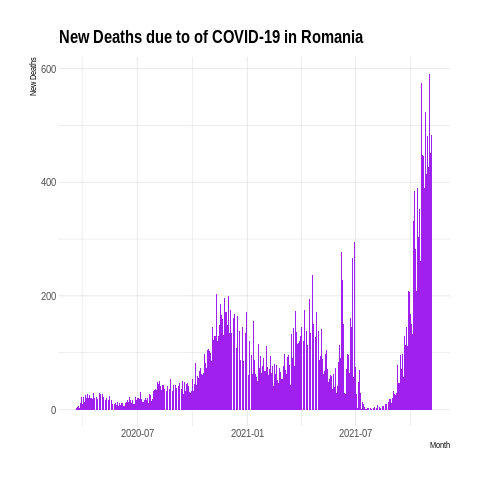 New Deaths due to of COVID-19 in Romania
New Deaths
600
400
200
0
2020-07
2021-01
2021-07
Month